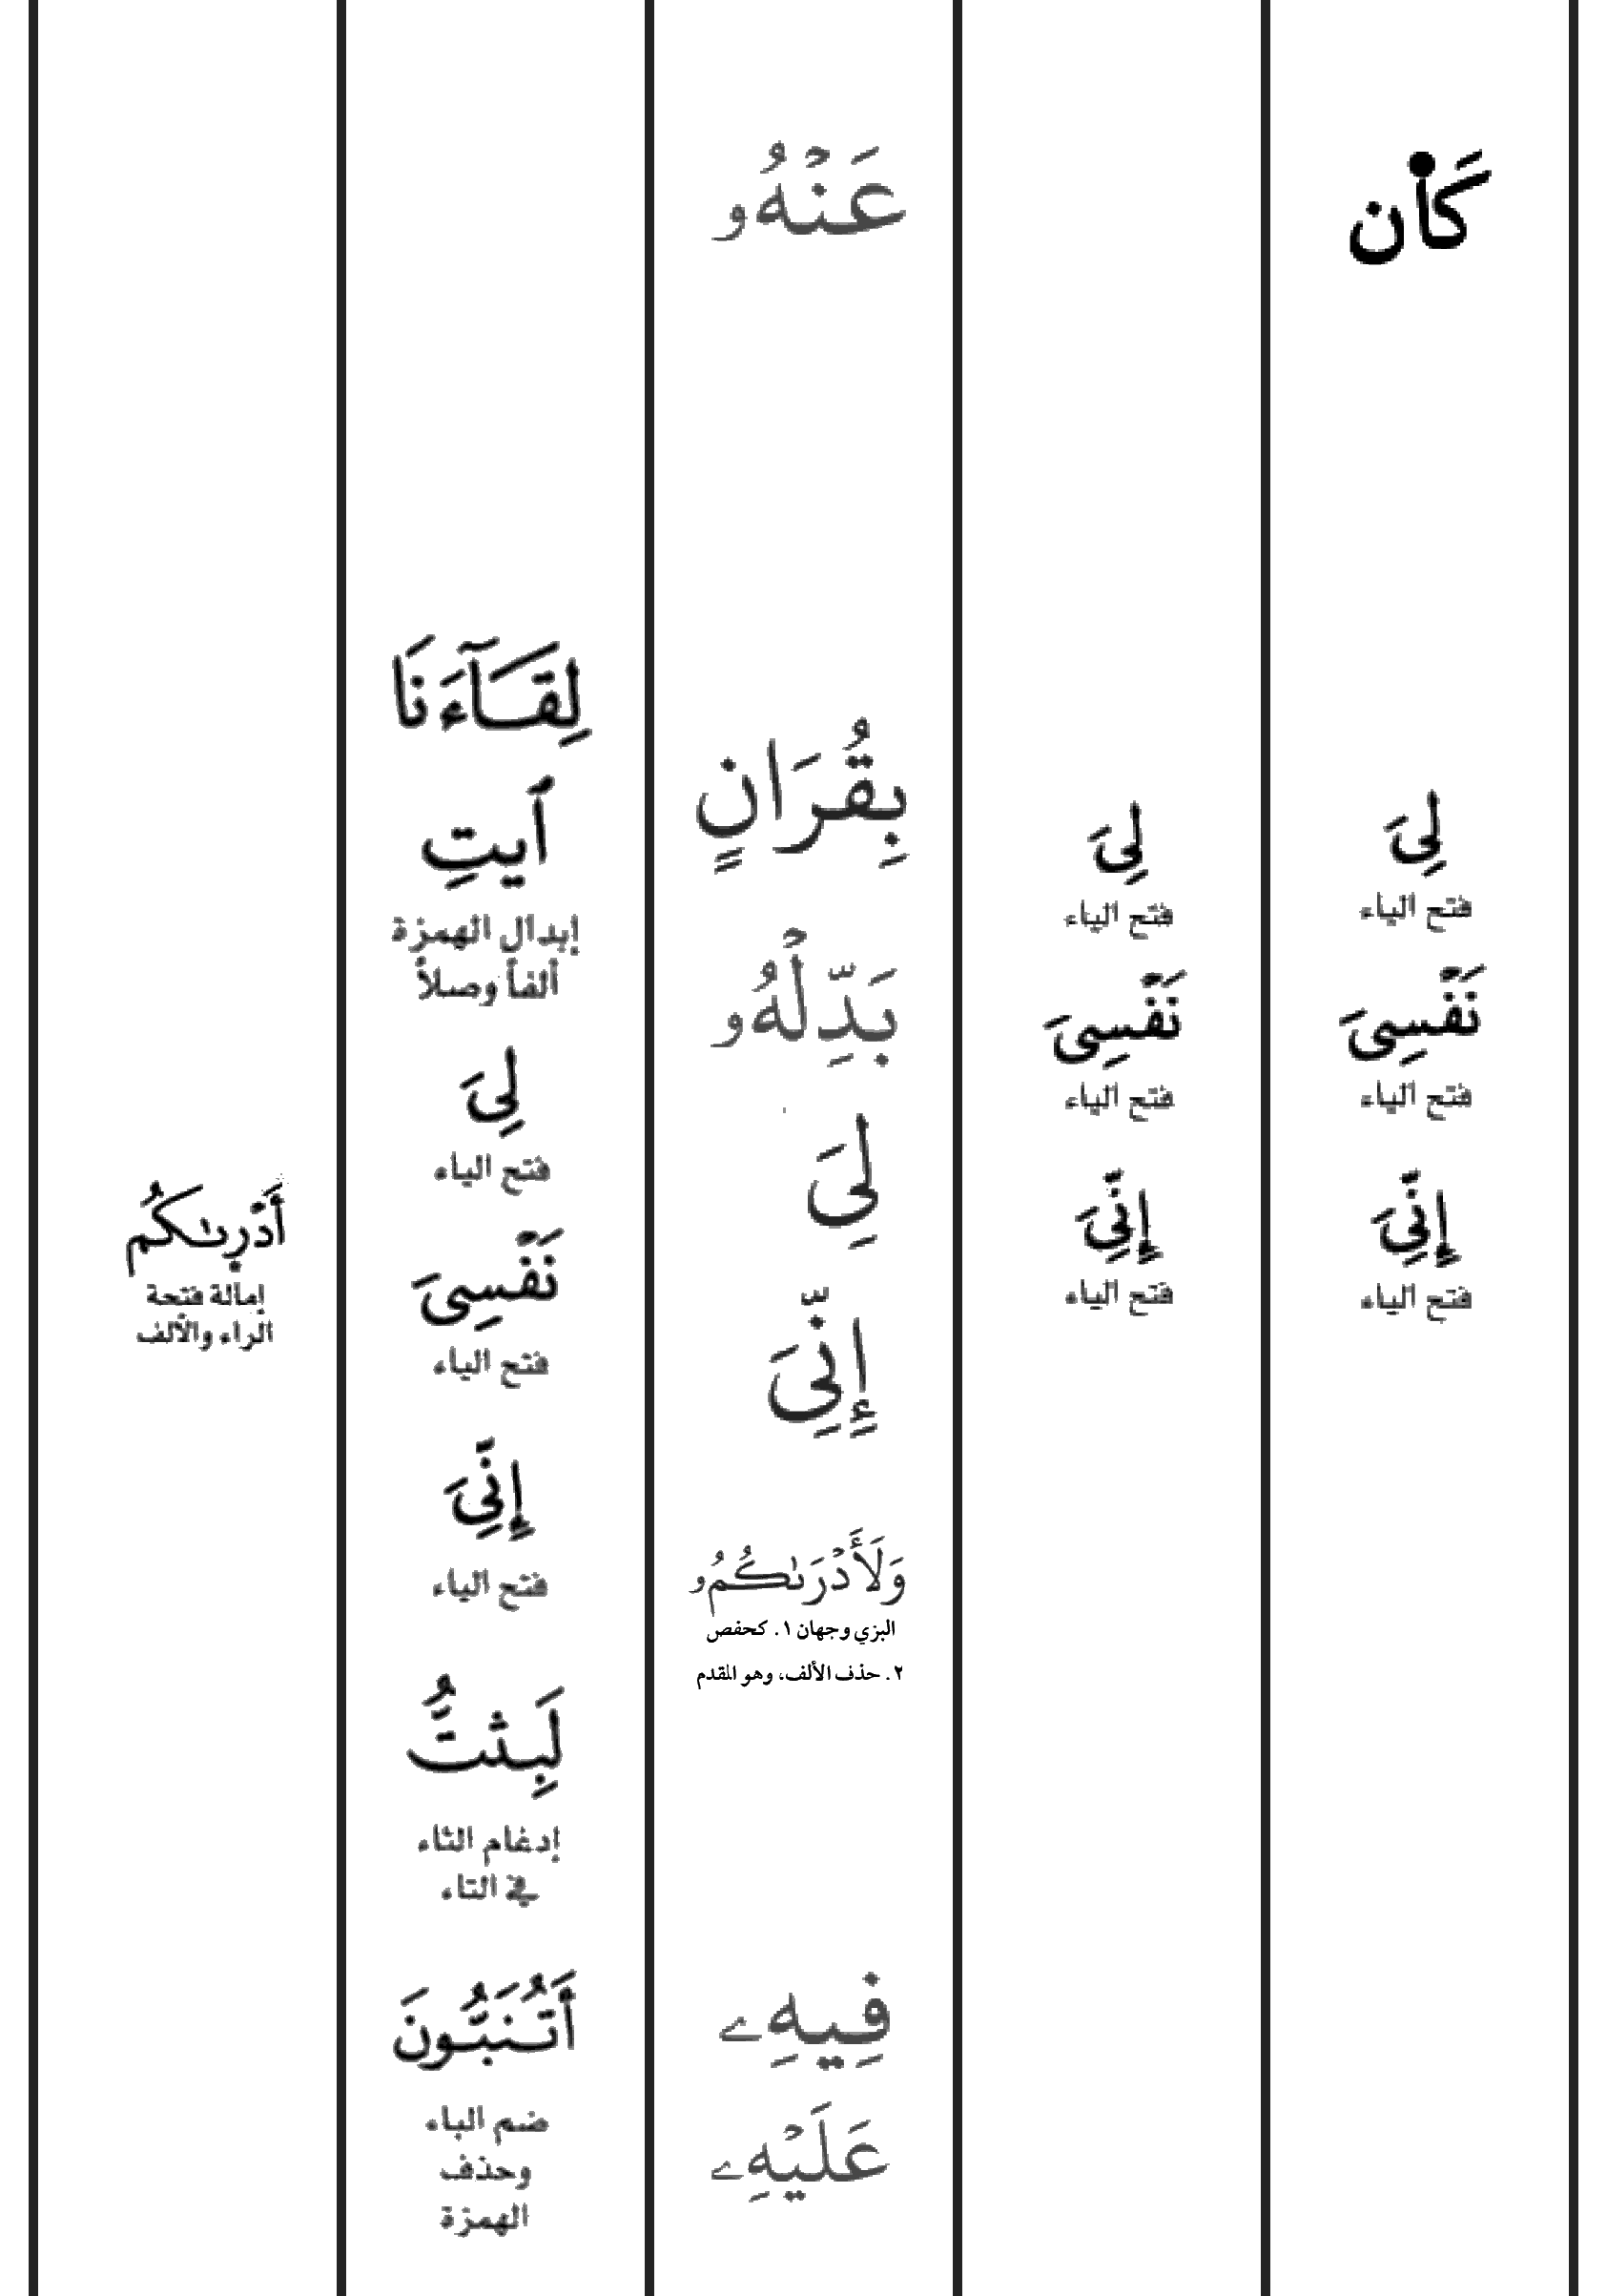 كَأَن
لِىَ
فتح الياء
نَفْسِىَ
فتح الياء
إِنِّىَ
فتح الياء
لِىَ
فتح الياء
نَفْسِىَ
فتح الياء
إِنِّىَ
فتح الياء
عَنْهُۥ
بِقُرَانٍ
بَدِّلْهُۥ
لِىَ
إِنِّىَ
وَلَأَدْرَىٰكُمُۥ
البزي وجهان ١. كحفص
٢. حذف الألف، وهو المقدم
فِيهِۦ
عَلَيْهِۦ
لِقَآءَنَا
ٱيتِ
إبدال الهمزة
ألفاً وصلاً
لِىَ
فتح الياء
نَفْسِىَ
فتح الياء
إِنِّىَ
فتح الياء
لَبِثتُّ
إدغام الثاء
في التاء
أَتُنَبُّونَ
ضم الباء
وحذف
الهمزة
أَدْرىٰكُم
إمالة فتحة
الراء والألف